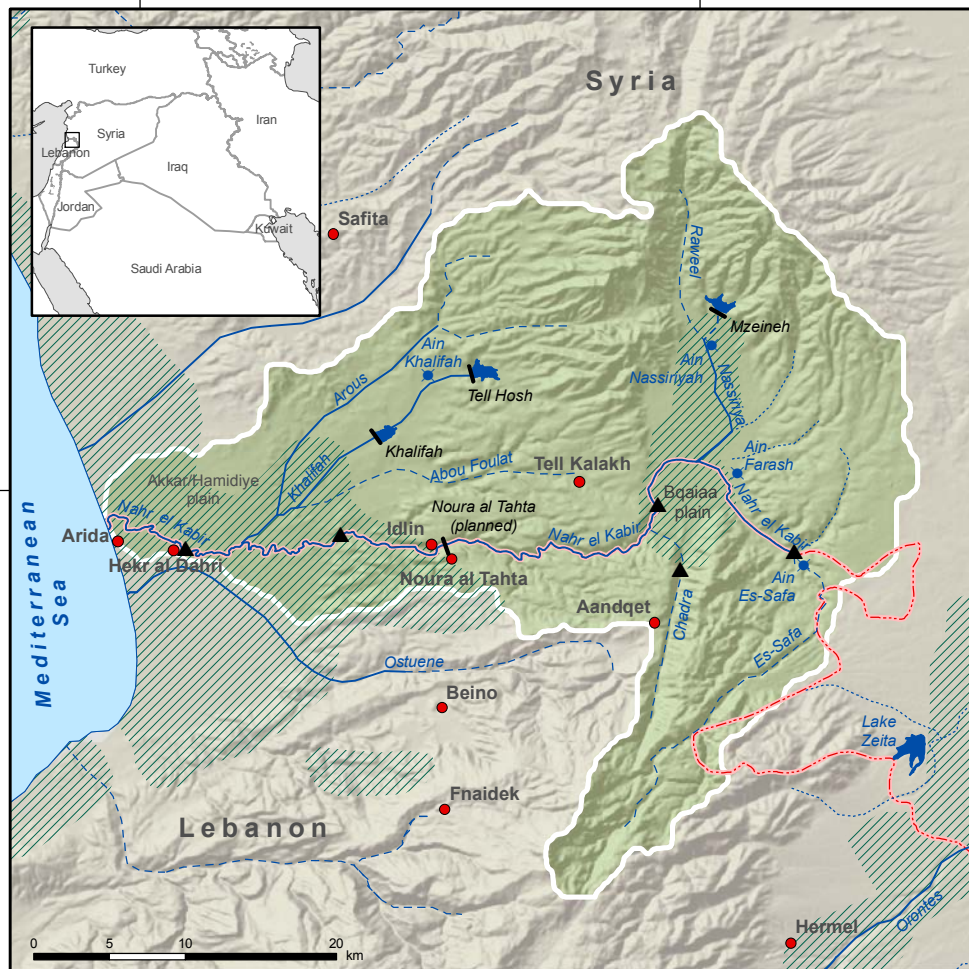 Turkey
Syria
Lebanon
Iran
Iraq
Jordan
Kuwait
Saudi Arabia
Syria
Safita
Raweel
Mzeineh
Ain
Nassiriyah
Nassiriyah
Ain
Khalifah
Tell Hosh
Arous
Khalifah
Khalifah
Abou Foulat
Tell Kalakh
Ain
Farash
Akkar/Hamidiye
plain
Noura al Tahta
(planned)
Bqaiaa
plain
Nahr el Kabir
Nahr el Kabir
Nahr el Kabir
Arida
Idlin
Hekr al Dahri
Noura al Tahta
Ain
Es-Safa
Aandqet
Chadra
Es-Safa
Mediterranean
Sea
Ostuene
Beino
Lake
Zeita
Fnaidek
Lebanon
Hermel
Orontes
0 5 10 20
km